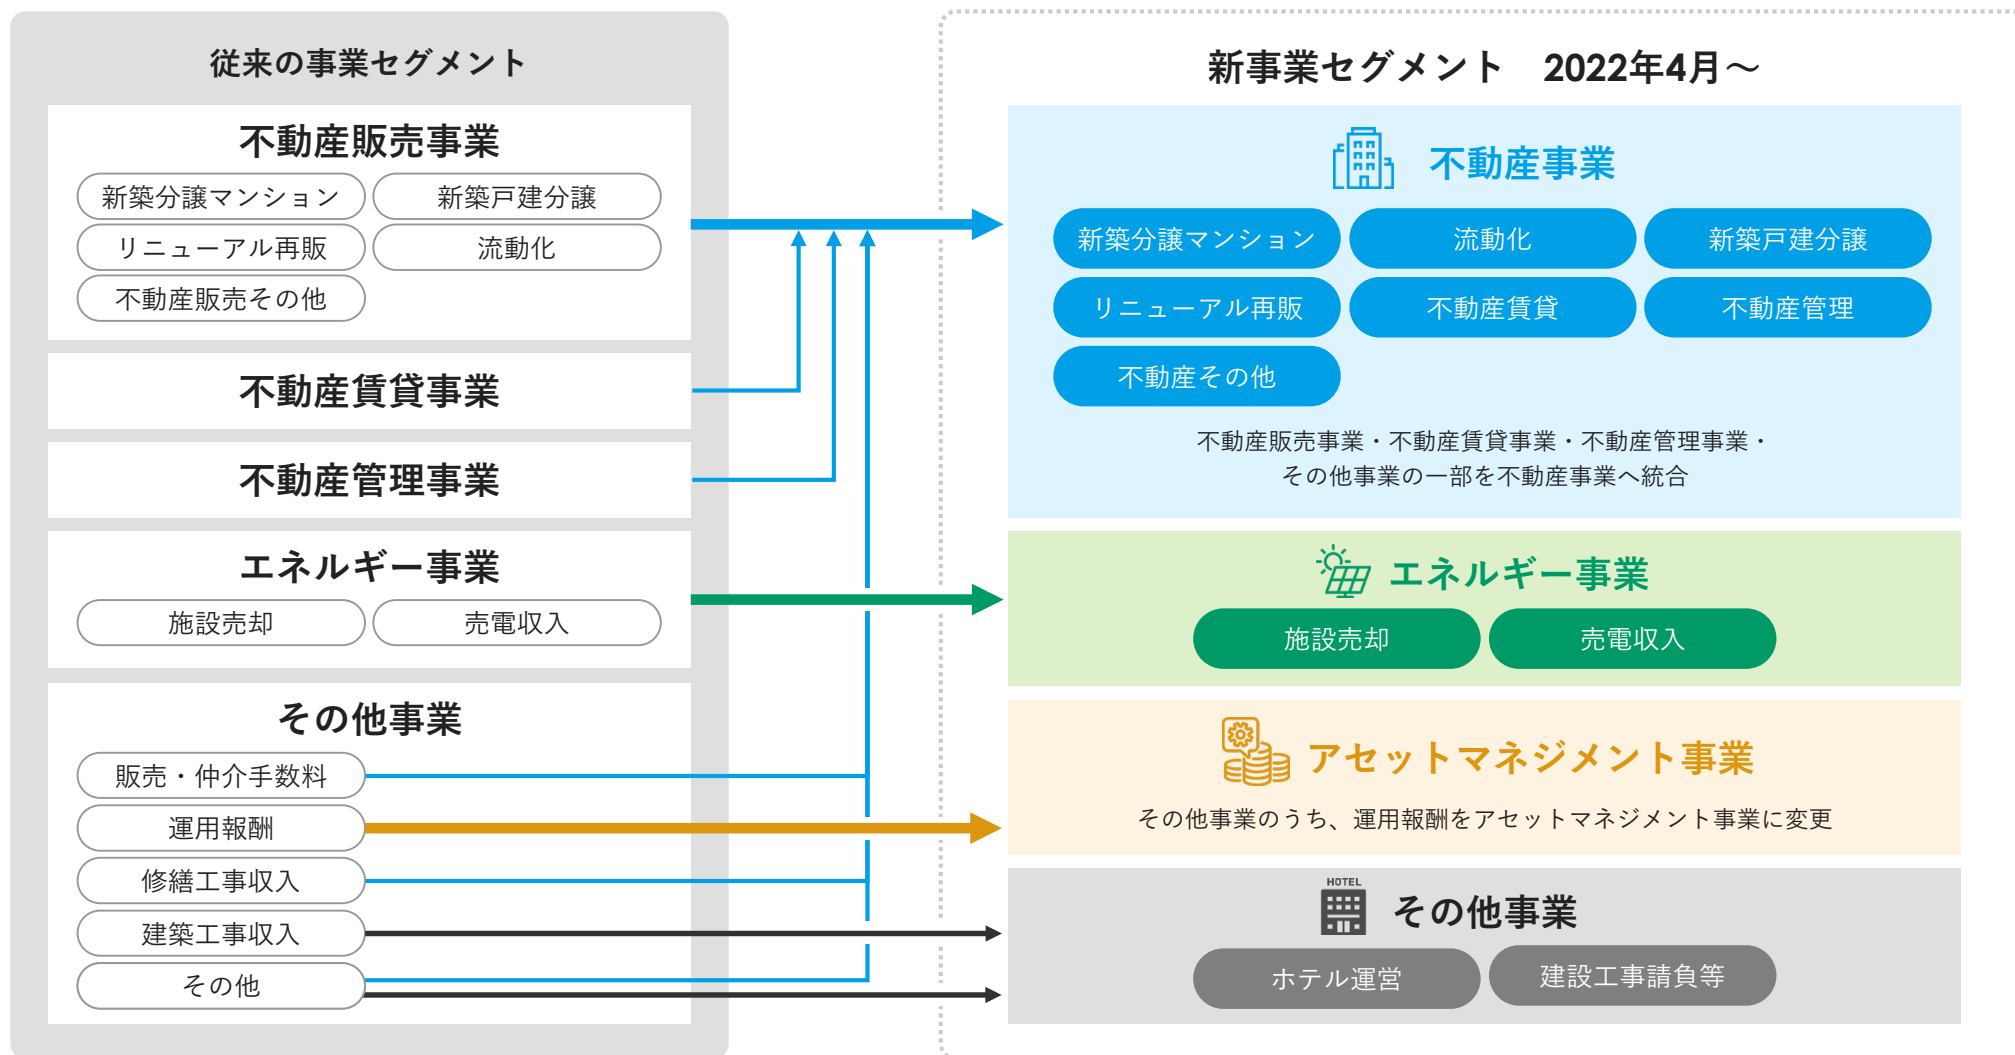 従来の事業セグメント
不動産販売事業
新築分譲マンション
新築戸建分譲
リニューアル再販
流動化
不動産販売その他
不動産賃貸事業
不動産管理事業
エネルギー事業
施設売却
売電収入
その他事業
販売・仲介手数料
運用報酬
修繕工事収入
建築工事収入
その他
新事業セグメント　2022年4月〜
不動産事業
新築分譲マンション
流動化
新築戸建分譲
リニューアル再販
不動産賃貸
不動産管理
不動産その他
不動産販売事業・不動産賃貸事業・不動産管理事業・
その他事業の一部を不動産事業へ統合
エネルギー事業
施設売却
売電収入
アセットマネジメント事業
その他事業のうち、運用報酬をアセットマネジメント事業に変更
HOTEL
その他事業
ホテル運営
建設工事請負等